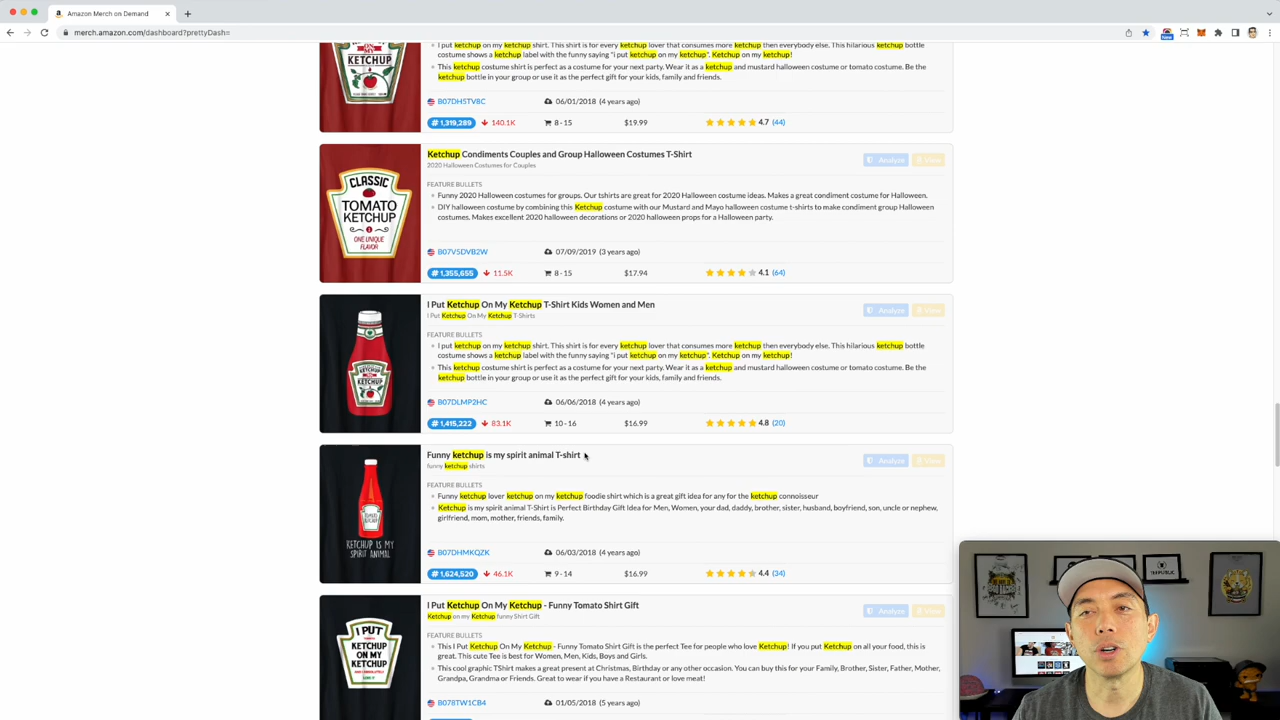 Amazon Merch on Demand
merch.amazon.com/dashboard?prettyDash=
New
I put ketchup on my ketchup shirt. This shirt is for every ketchup lover that consumes more ketchup then everybody else. This hilarious ketchup bottle
costume shows a ketchup label with the funny saying "i put ketchup on my ketchup". Ketchup on my ketchup!
This ketchup costume shirt is perfect as a costume for your next party. Wear it as a ketchup and mustard halloween costume or tomato costume. Be the
ketchup bottle in your group or use it as the perfect gift for your kids, family and friends.
KETCHUP
B07DH5TV8C 06/01/2018 (4 years ago)
#1,319,289 140.1K 8 - 15 $19.99 4.7 (44)
Ketchup Condiments Couples and Group Halloween Costumes T-Shirt
Analyze View
2020 Halloween Costumes for Couples
FEATURE BULLETS
Funny 2020 Halloween costumes for groups. Our tshirts are great for 2020 Halloween costume ideas. Makes a great condiment costume for Halloween.
DIY halloween costume by combining this Ketchup costume with our Mustard and Mayo halloween costume t-shirts to make condiment group Halloween
costumes. Makes excellent 2020 halloween decorations or 2020 halloween props for a Halloween party.
CLASSIC
TOMATO
KETCHUP
ONE UNIQUE
FLAVOR
B07V5DVB2W 07/09/2019 (3 years ago)
#1,355,655 11.5K 8 - 15 $17.94 4.1 (64)
I Put Ketchup On My Ketchup T-Shirt Kids Women and Men
Analyze View
I Put Ketchup On My Ketchup T-Shirts
FEATURE BULLETS
I put ketchup on my ketchup shirt. This shirt is for every ketchup lover that consumes more ketchup then everybody else. This hilarious ketchup bottle
costume shows a ketchup label with the funny saying "i put ketchup on my ketchup". Ketchup on my ketchup!
This ketchup costume shirt is perfect as a costume for your next party. Wear it as a ketchup and mustard halloween costume or tomato costume. Be the
ketchup bottle in your group or use it as the perfect gift for your kids, family and friends.
KETCHUP
KETCHUP
B07DLMP2HC 06/06/2018 (4 years ago)
#1,415,222 83.1K 10 - 16 $16.99 4.8 (20)
Funny ketchup is my spirit animal T-shirt
Analyze View
funny ketchup shirts
FEATURE BULLETS
Funny ketchup lover ketchup on my ketchup foodie shirt which is a great gift idea for any for the ketchup connoisseur
Ketchup is my spirit animal T-Shirt is Perfect Birthday Gift Idea for Men, Women, your dad, daddy, brother, sister, husband, boyfriend, son, uncle or nephew,
girlfriend, mom, mother, friends, family.
TOMATO
KETCHUP
KETCHUP IS MY
SPIRIT ANIMAL
B07DHMKQZK 06/03/2018 (4 years ago)
#1,624,520 46.1K 9 - 14 $16.99 4.4 (34)
I Put Ketchup On My Ketchup - Funny Tomato Shirt Gift
Analyze View
Ketchup on my Ketchup funny Shirt Gift
FEATURE BULLETS
This I Put Ketchup On My Ketchup - Funny Tomato Shirt Gift is the perfect Tee for people who love Ketchup! If you put Ketchup on all your food, this is
great. This cute Tee is best for Women, Men, Kids, Boys and Girls.
This cool graphic TShirt makes a great present at Christmas, Birthday or any other occasion. You can buy this for your Family, Brother, Sister, Father, Mother,
Grandpa, Grandma or Friends. Great to wear if you have a Restaurant or love meat!
I PUT
KETCHUP
ON MY
KETCHUP
B078TW1CB4 01/05/2018 (5 years ago)